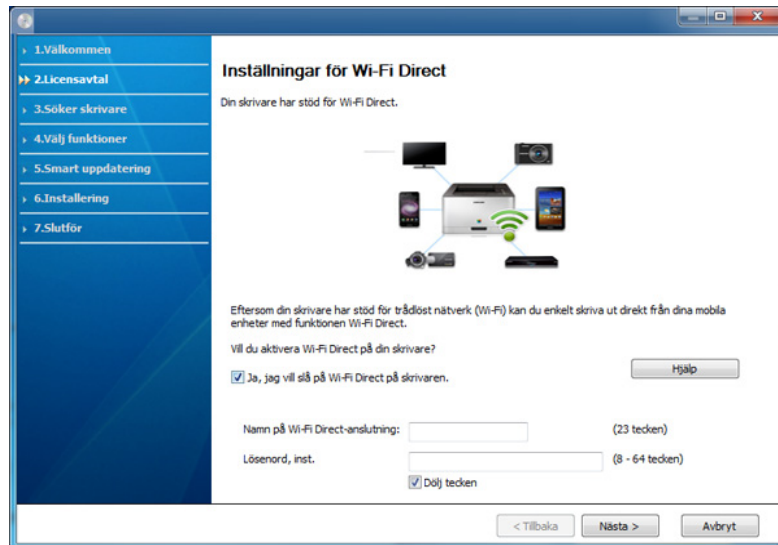 1.Välkommen
2.Licensavtal
3.Söker skrivare
4.Välj funktioner
5.Smart uppdatering
6.Installering
7.Slutför
Inställningar för Wi-Fi Direct
Din skrivare har stöd för Wi-Fi Direct.
Eftersom din skrivare har stöd för trådlöst nätverk (Wi-Fi) kan du enkelt skriva ut direkt från dina mobila
enheter med funktionen Wi-Fi Direct.
Vill du aktivera Wi-Fi Direct på din skrivare?
Ja, jag vill slå på Wi-Fi Direct på skrivaren.
Hjälp
Namn på Wi-Fi Direct-anslutning:
(23 tecken)
Lösenord, inst.
(8 - 64 tecken)
Dölj tecken
< Tillbaka
Nästa >
Avbryt